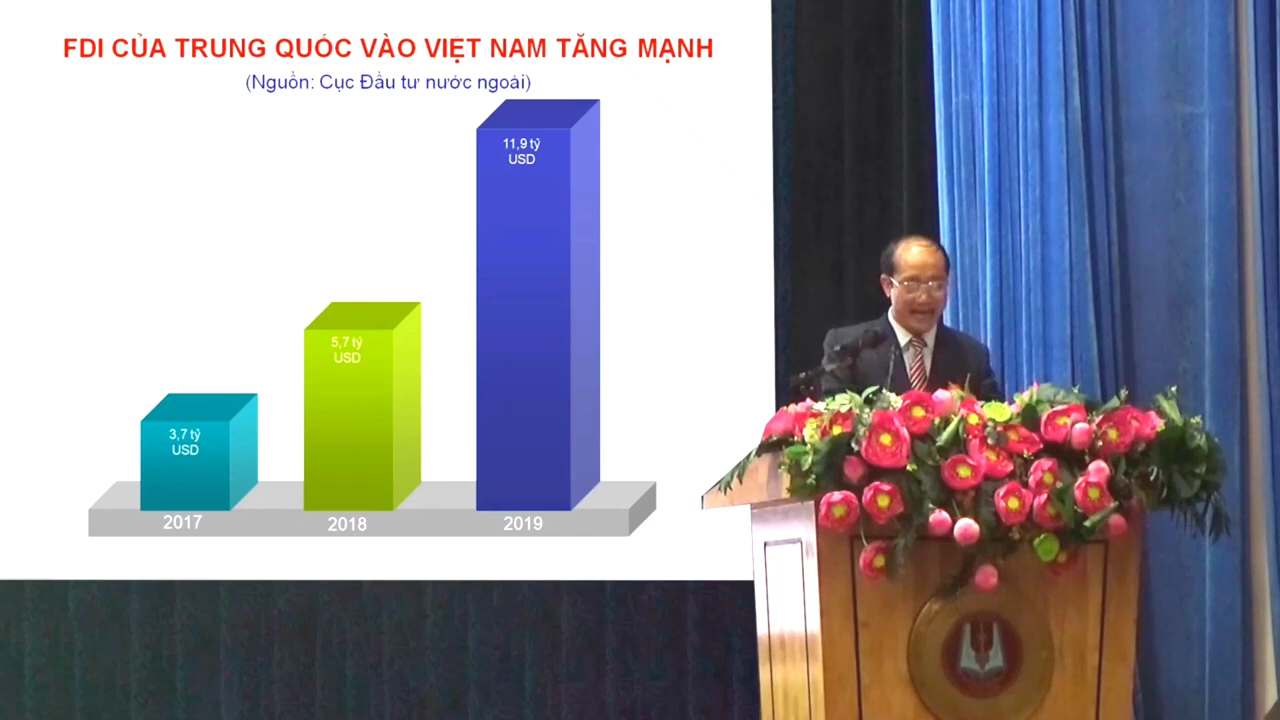 FDI CỦA TRUNG QUỐC VÀO VIỆT NAM TĂNG MẠNH
(Nguồn: Cục Đầu tư nước ngoài)
11,9 tỷ
USD
5,7 tỷ
USD
3,7 tỷ
USD
2017
2018
2019